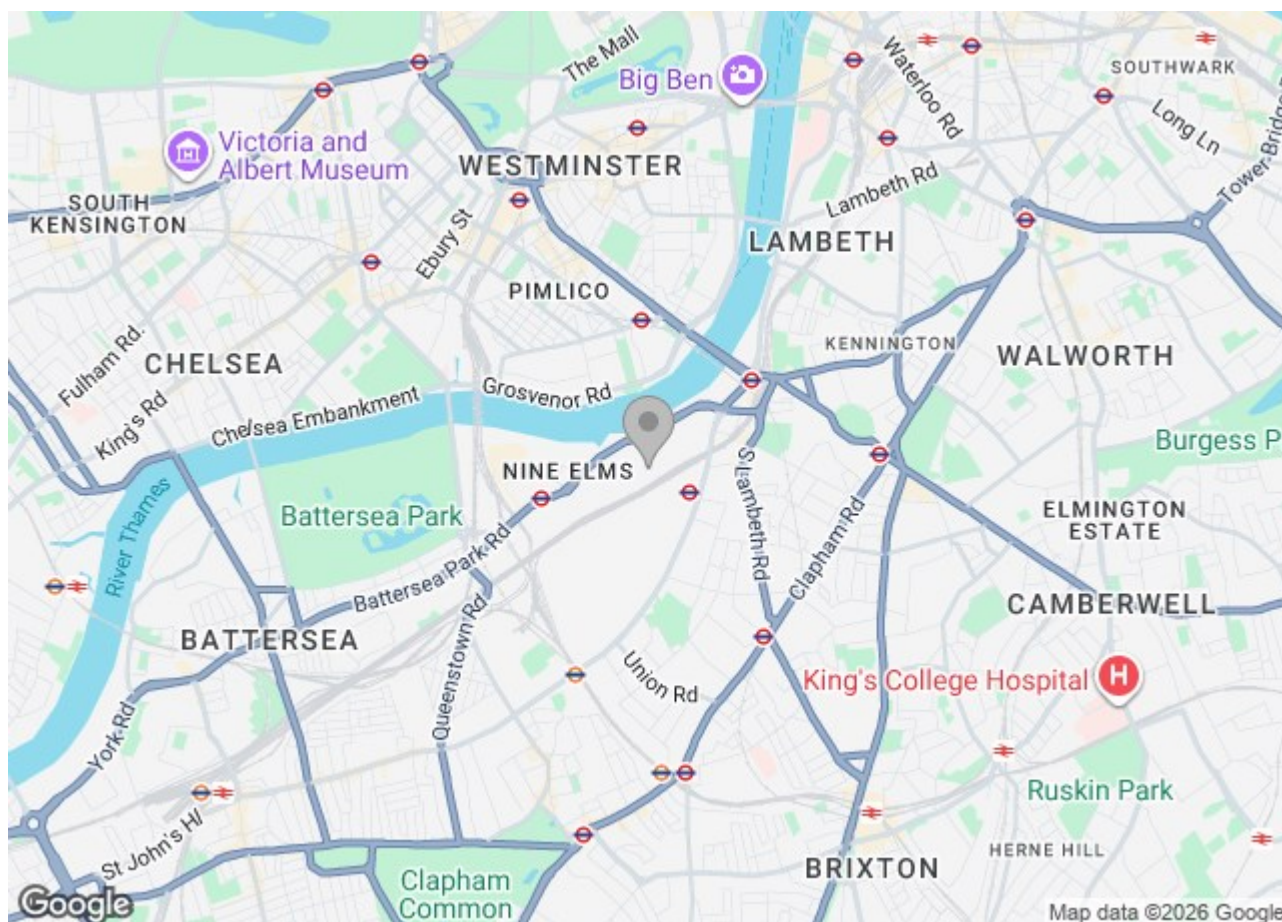 The Mall
Big Ben
Waterloo Rd
SOUTHWARK
Long Ln
Tower Bridge
Victoria and
Albert Museum
WESTMINSTER
Lambeth Rd
SOUTH
KENSINGTON
Ebury St
LAMBETH
PIMLICO
Fulham Rd.
CHELSEA
KENNINGTON
WALWORTH
King's Rd
Chelsea Embankment
Grosvenor Rd
Burgess P
NINE ELMS
S Lambeth Rd
River Thames
Battersea Park
Clapham Rd
ELMINGTON
ESTATE
Battersea Park Rd
CAMBERWELL
BATTERSEA
Queenstown Rd
Union Rd
King's College Hospital
H
York Rd
Ruskin Park
St John's Hl
HERNE HILL
BRIXTON
Clapham
Common
Google
Map data ©2026 Google